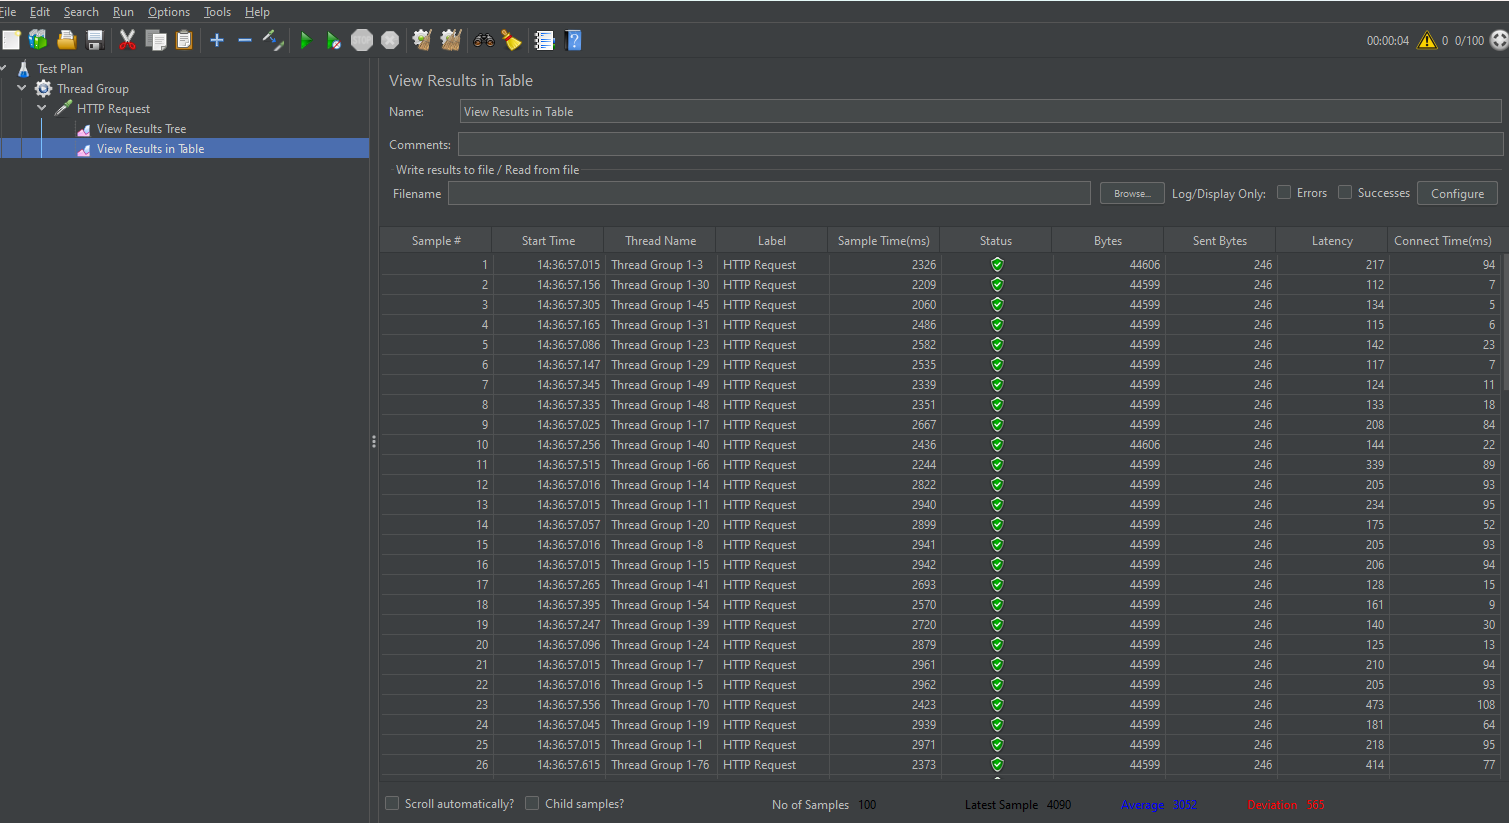 File Edit Search Run Options Tools Help
STOP 00:00:04 0 0/100
Test Plan
Thread Group
HTTP Request
View Results Tree
View Results in Table
View Results in Table
Name: View Results in Table
Comments:
Write results to file / Read from file
Filename Browse... Log/Display Only: Errors Successes Configure
Sample # Start Time Thread Name Label Sample Time(ms) Status Bytes Sent Bytes Latency Connect Time(ms)
1 14:36:57.015 Thread Group 1-3 HTTP Request 2326 44606 246 217 94
2 14:36:57.156 Thread Group 1-30 HTTP Request 2209 44599 246 112 7
3 14:36:57.305 Thread Group 1-45 HTTP Request 2060 44599 246 134 5
4 14:36:57.165 Thread Group 1-31 HTTP Request 2486 44599 246 115 6
5 14:36:57.086 Thread Group 1-23 HTTP Request 2582 44599 246 142 23
6 14:36:57.147 Thread Group 1-29 HTTP Request 2535 44599 246 117 7
7 14:36:57.345 Thread Group 1-49 HTTP Request 2339 44599 246 124 11
8 14:36:57.335 Thread Group 1-48 HTTP Request 2351 44599 246 133 18
9 14:36:57.025 Thread Group 1-17 HTTP Request 2667 44599 246 208 84
10 14:36:57.256 Thread Group 1-40 HTTP Request 2436 44606 246 144 22
11 14:36:57.515 Thread Group 1-66 HTTP Request 2244 44599 246 339 89
12 14:36:57.016 Thread Group 1-14 HTTP Request 2822 44599 246 205 93
13 14:36:57.015 Thread Group 1-11 HTTP Request 2940 44599 246 234 95
14 14:36:57.057 Thread Group 1-20 HTTP Request 2899 44599 246 175 52
15 14:36:57.016 Thread Group 1-8 HTTP Request 2941 44599 246 205 93
16 14:36:57.015 Thread Group 1-15 HTTP Request 2942 44599 246 206 94
17 14:36:57.265 Thread Group 1-41 HTTP Request 2693 44599 246 128 15
18 14:36:57.395 Thread Group 1-54 HTTP Request 2570 44599 246 161 9
19 14:36:57.247 Thread Group 1-39 HTTP Request 2720 44599 246 140 30
20 14:36:57.096 Thread Group 1-24 HTTP Request 2879 44599 246 125 13
21 14:36:57.015 Thread Group 1-7 HTTP Request 2961 44599 246 210 94
22 14:36:57.016 Thread Group 1-5 HTTP Request 2962 44599 246 205 93
23 14:36:57.556 Thread Group 1-70 HTTP Request 2423 44599 246 473 108
24 14:36:57.045 Thread Group 1-19 HTTP Request 2939 44599 246 181 64
25 14:36:57.015 Thread Group 1-1 HTTP Request 2971 44599 246 218 95
26 14:36:57.615 Thread Group 1-76 HTTP Request 2373 44599 246 414 77
Scroll automatically? Child samples? No of Samples 100 Latest Sample 4090 Average 3052 Deviation 565